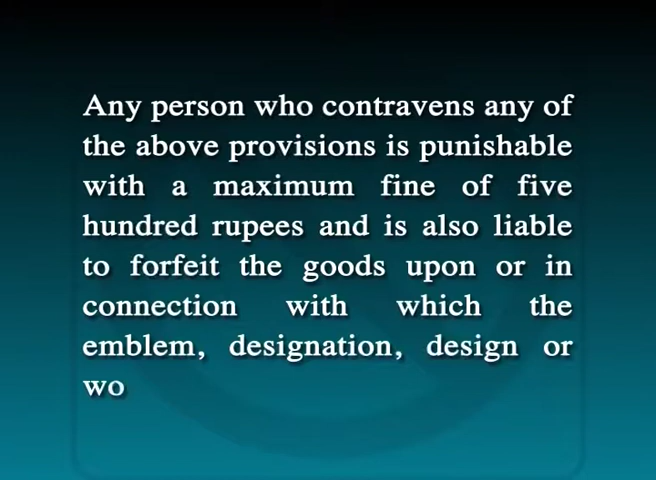 Any person who contravens any of
the above provisions is punishable
with a maximum fine of five
hundred rupees and is also liable
to forfeit the goods upon or in
connection with which the
emblem, designation, design or
wo